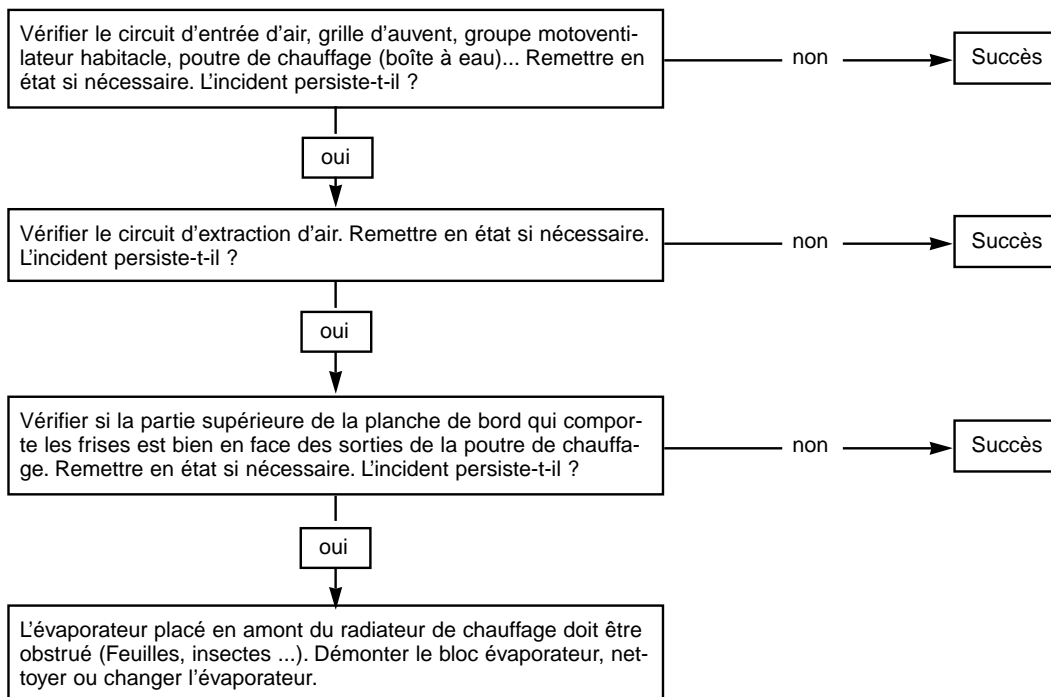 Vérifier le circuit d’entrée d’air, grille d’auvent, groupe motoventi-
lateur habitacle, poutre de chauffage (boîte à eau)... Remettre en
état si nécessaire. L’incident persiste-t-il ?
non
Succès
oui
Vérifier le circuit d’extraction d’air. Remettre en état si nécessaire.
L’incident persiste-t-il ?
non
Succès
oui
Vérifier si la partie supérieure de la planche de bord qui compor-
te les frises est bien en face des sorties de la poutre de chauffa-
ge. Remettre en état si nécessaire. L’incident persiste-t-il ?
non
Succès
oui
L’évaporateur placé en amont du radiateur de chauffage doit être
obstrué (Feuilles, insectes ...). Démonter le bloc évaporateur, net-
toyer ou changer l’évaporateur.